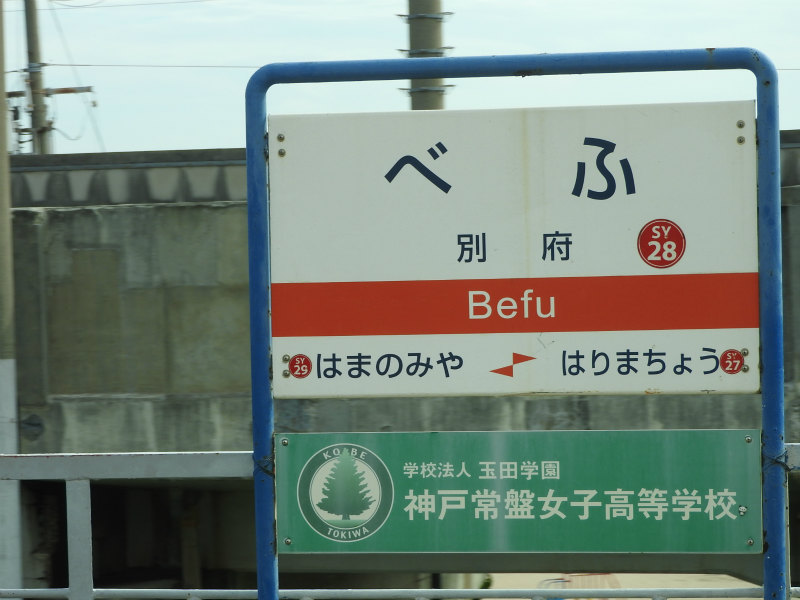 べふ
別府 SY 28
Befu
SY 29 はまのみや はりまちょう SY 27
KOBE
TOKIWA
学校法人 玉田学園
神戸常盤女子高等学校